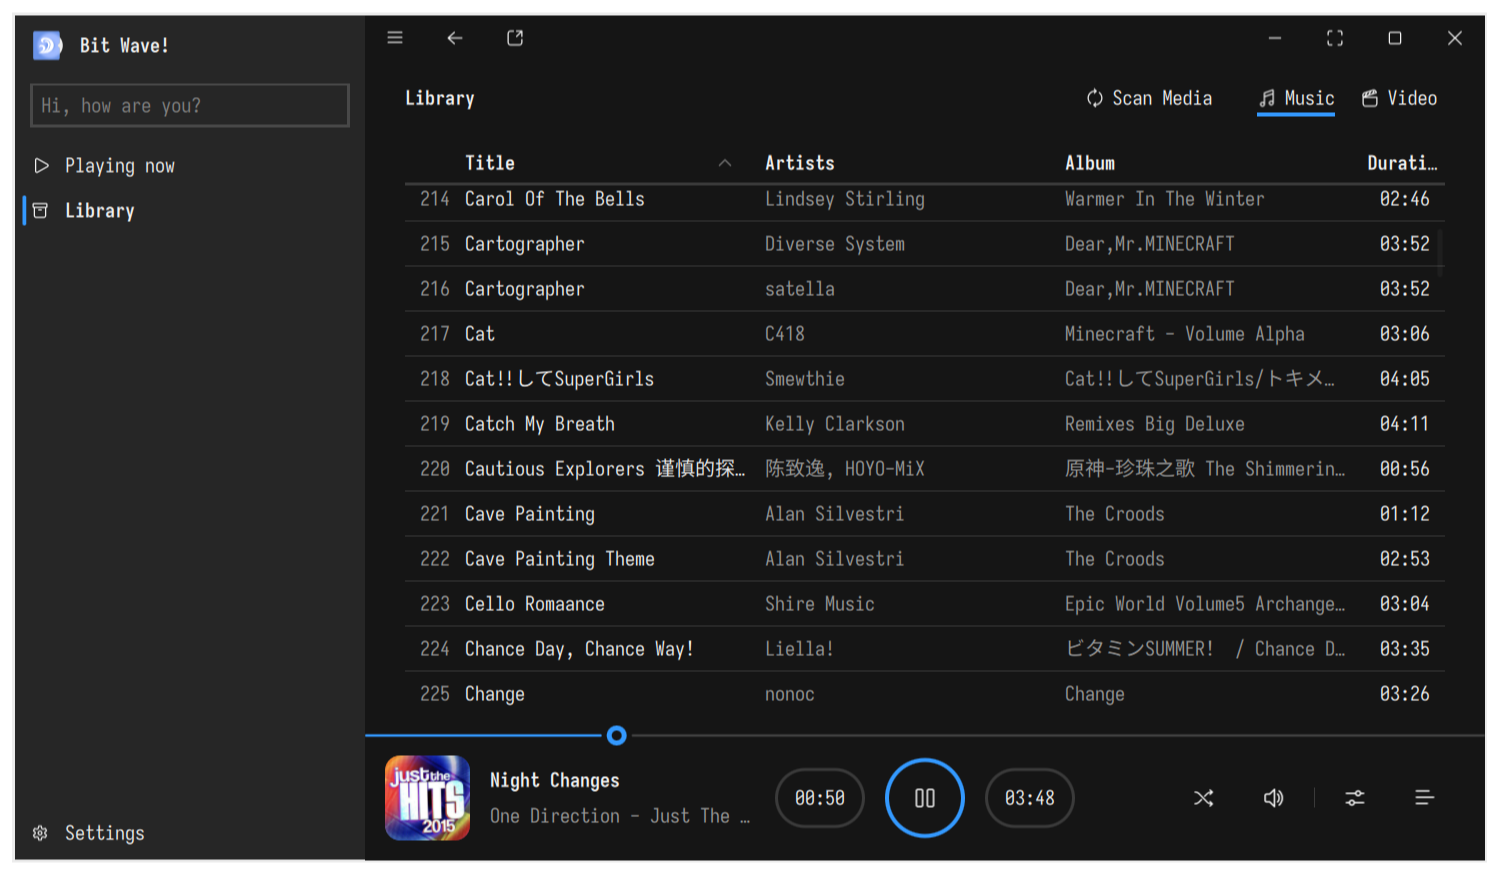 Bit Wave!
Hi, how are you?
Playing now
Library
Settings
Library
Scan Media Music Video
Title Artists Album Durati…
214 Carol Of The Bells Lindsey Stirling Warmer In The Winter 02:46
215 Cartographer Diverse System Dear,Mr.MINECRAFT 03:52
216 Cartographer satella Dear,Mr.MINECRAFT 03:52
217 Cat C418 Minecraft - Volume Alpha 03:06
218 Cat!!してSuperGirls Smewthie Cat!!してSuperGirls/トキメ… 04:05
219 Catch My Breath Kelly Clarkson Remixes Big Deluxe 04:11
220 Cautious Explorers 谨慎的探… 陈致逸, HOYO-MiX 原神-珍珠之歌 The Shimmerin… 00:56
221 Cave Painting Alan Silvestri The Croods 01:12
222 Cave Painting Theme Alan Silvestri The Croods 02:53
223 Cello Romaance Shire Music Epic World Volume5 Archange… 03:04
224 Chance Day, Chance Way! Liella! ビタミンSUMMER! / Chance D… 03:35
225 Change nonoc Change 03:26
just the
HITS
2015
Night Changes
One Direction - Just The …
00:50 03:48